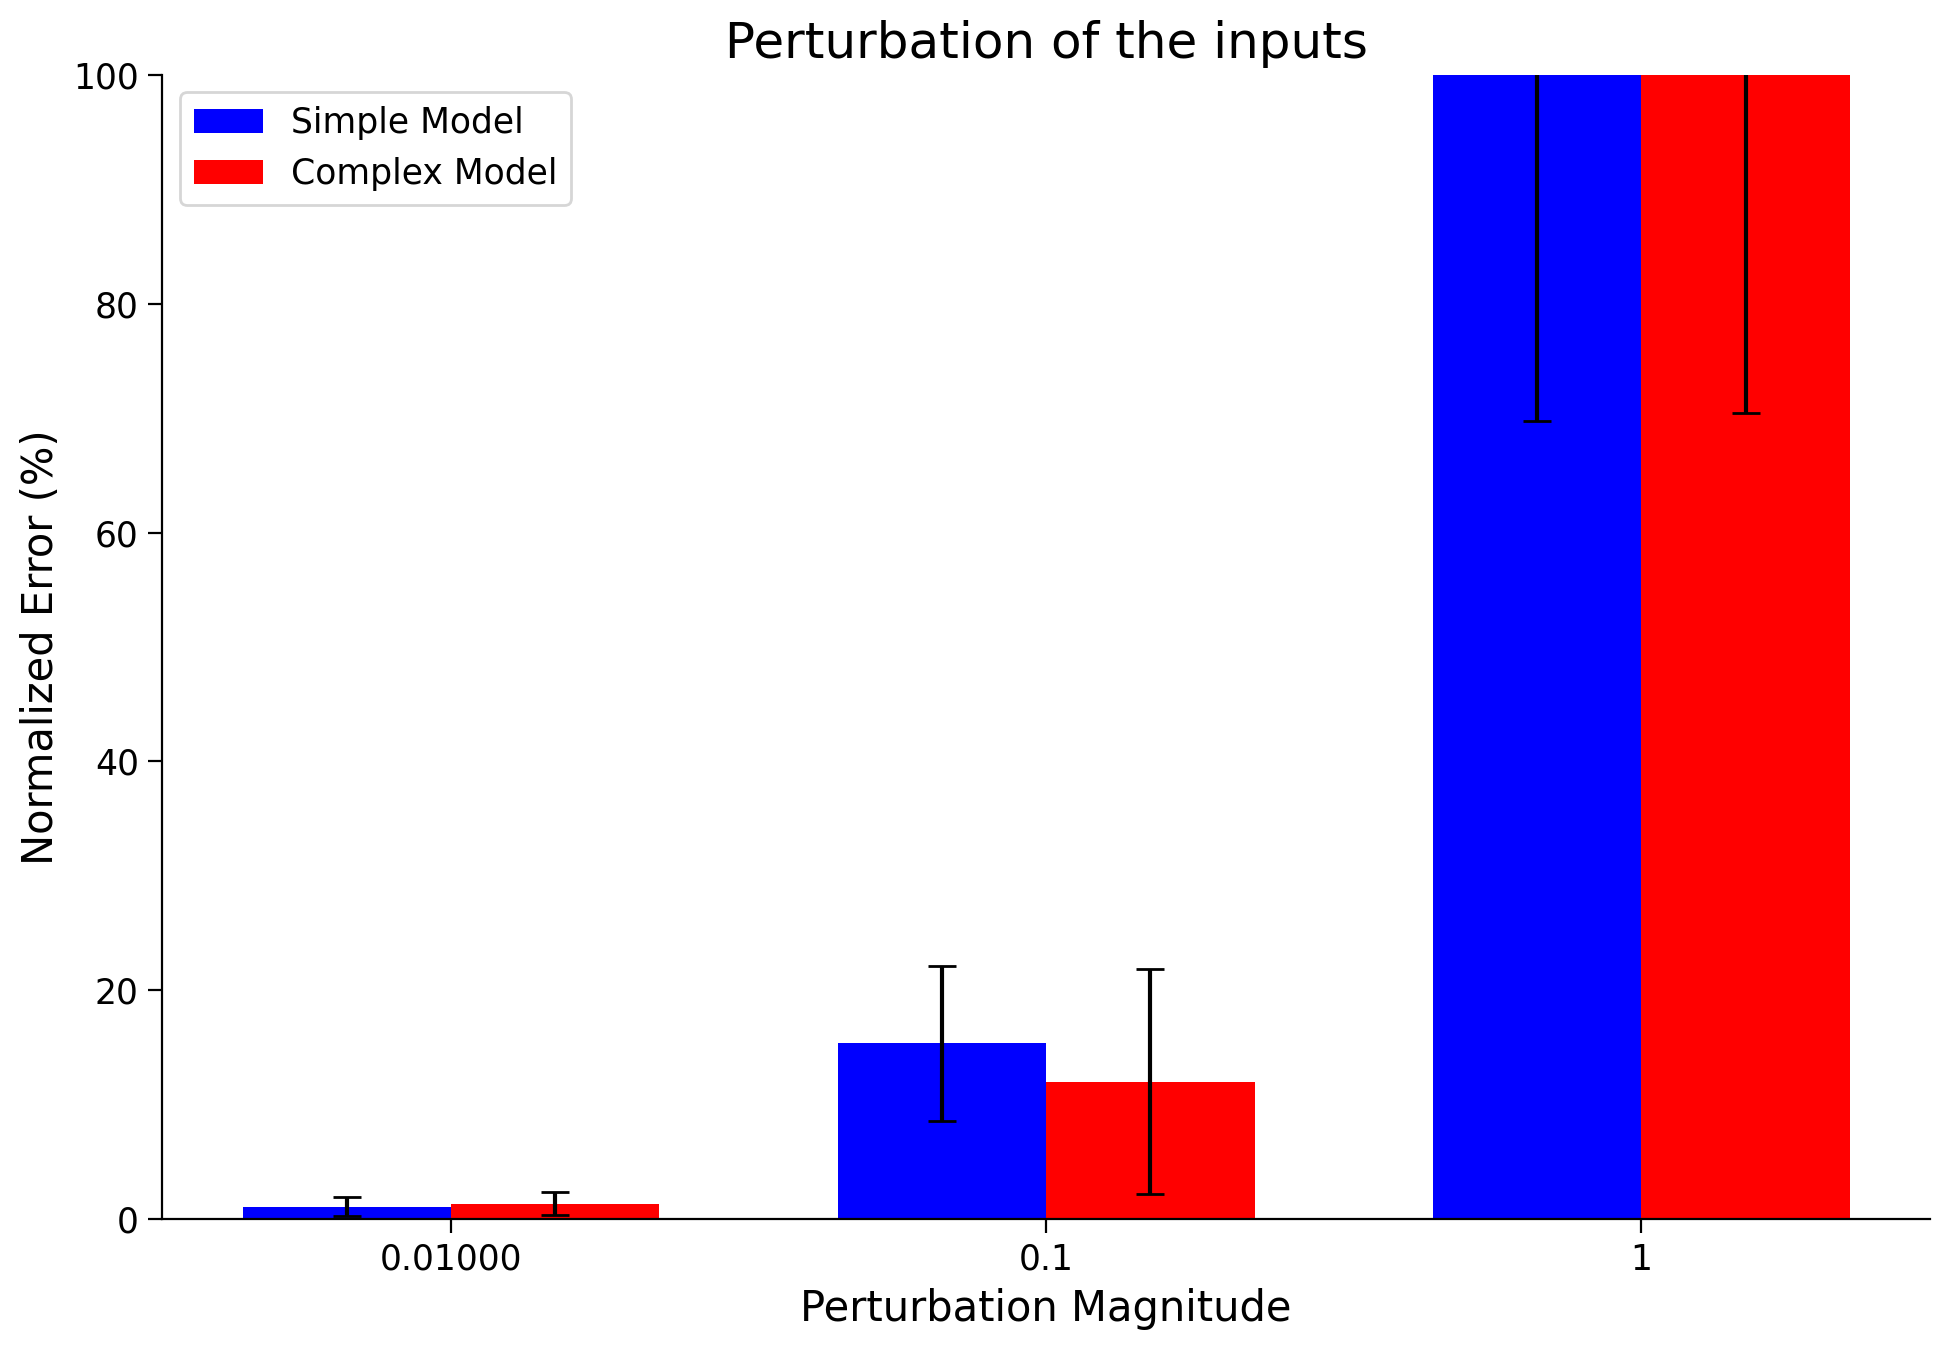 Perturbation of the inputs
Simple Model
Complex Model
Normalized Error (%)
100
80
60
40
20
0
0.01000
0.1
1
Perturbation Magnitude